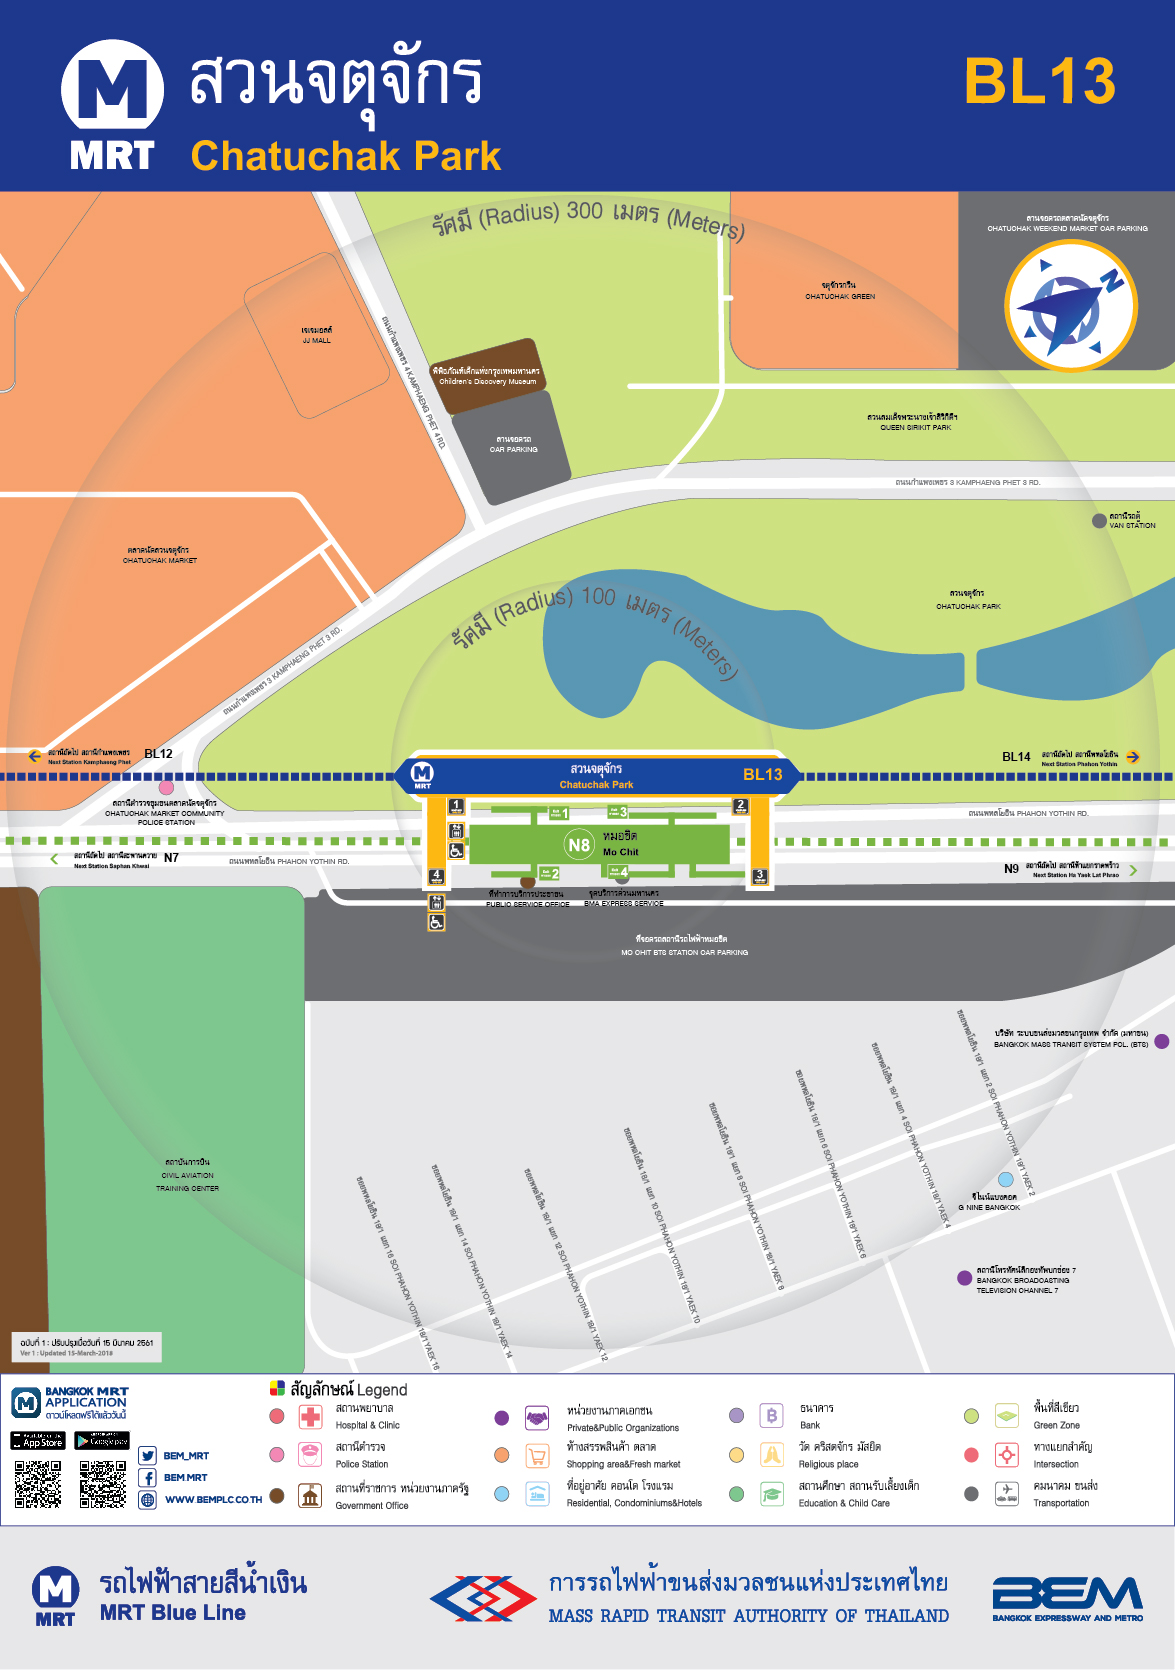 สวนจตุจักร
Chatuchak Park
BL13
MRT
รัศมี (Radius) 300 เมตร (Meters)
ลานจอดรถตลาดนัดจตุจักร
CHATUCHAK WEEKEND MARKET CAR PARKING
N
จตุจักรกรีน
CHATUCHAK GREEN
เจเจมอลล์
JJ MALL
ถนนกำแพงเพชร 4 KAMPHAENG PHET 4 RD.
พิพิธภัณฑ์เด็กแห่งกรุงเทพมหานคร
Children's Discovery Museum
ลานจอดรถ
CAR PARKING
สวนสมเด็จพระนางเจ้าสิริกิติ์ฯ
QUEEN SIRIKIT PARK
ถนนกำแพงเพชร 3 KAMPHAENG PHET 3 RD.
สถานีรถตู้
VAN STATION
ตลาดนัดสวนจตุจักร
CHATUCHAK MARKET
สวนจตุจักร
CHATUCHAK PARK
รัศมี (Radius) 100 เมตร (Meters)
ถนนกำแพงเพชร 3 KAMPHAENG PHET 3 RD.
สถานีถัดไป สถานีกำแพงเพชร BL12
Next Station Kamphaeng Phet
BL14 สถานีถัดไป สถานีพหลโยธิน
Next Station Phahon Yothin
MRT
สวนจตุจักร
Chatuchak Park
BL13
สถานีตำรวจชุมชนตลาดนัดจตุจักร
CHATUCHAK MARKET COMMUNITY
POLICE STATION
1
2
Exit 1
Exit 3
ถนนพหลโยธิน PHAHON YOTHIN RD.
N8
หมอชิต
Mo Chit
สถานีถัดไป สถานีสะพานควาย N7
Next Station Saphan Khwai
ถนนพหลโยธิน PHAHON YOTHIN RD.
N9 สถานีถัดไป สถานีห้าแยกลาดพร้าว
Next Station Ha Yaek Lat Phrao
4
Exit 2
Exit 4
3
ที่ทำการบริการประชาชน
PUBLIC SERVICE OFFICE
จุดบริการด่วนมหานคร
BMA EXPRESS SERVICE
ที่จอดรถสถานีรถไฟฟ้าหมอชิต
MO CHIT BTS STATION CAR PARKING
บริษัท ระบบขนส่งมวลชนกรุงเทพ จำกัด (มหาชน)
BANGKOK MASS TRANSIT SYSTEM PCL. (BTS)
ซอยพหลโยธิน 18/1 แยก 2 SOI PHAHON YOTHIN 18/1 YAEK 2
ซอยพหลโยธิน 18/1 แยก 4 SOI PHAHON YOTHIN 18/1 YAEK 4
ซอยพหลโยธิน 18/1 แยก 6 SOI PHAHON YOTHIN 18/1 YAEK 6
ซอยพหลโยธิน 18/1 แยก 8 SOI PHAHON YOTHIN 18/1 YAEK 8
ซอยพหลโยธิน 18/1 แยก 10 SOI PHAHON YOTHIN 18/1 YAEK 10
ซอยพหลโยธิน 18/1 แยก 12 SOI PHAHON YOTHIN 18/1 YAEK 12
ซอยพหลโยธิน 18/1 แยก 14 SOI PHAHON YOTHIN 18/1 YAEK 14
ซอยพหลโยธิน 18/1 แยก 16 SOI PHAHON YOTHIN 18/1 YAEK 16
สถาบันการบิน
CIVIL AVIATION
TRAINING CENTER
จีไนน์แบงคอค
G NINE BANGKOK
สถานีโทรทัศน์สีกองทัพบกช่อง 7
BANGKOK BROADCASTING
TELEVISION CHANNEL 7
ฉบับที่ 1 : ปรับปรุงเมื่อวันที่ 15 มีนาคม 2561
Ver 1 : Updated 15-March-2018
BANGKOK MRT
APPLICATION
ดาวน์โหลดฟรีได้แล้ววันนี้
App Store
Google play
BEM_MRT
BEM MRT
WWW.BEMPLC.CO.TH
สัญลักษณ์ Legend
สถานพยาบาล
Hospital & Clinic
สถานีตำรวจ
Police Station
สถานที่ราชการ หน่วยงานภาครัฐ
Government Office
หน่วยงานภาคเอกชน
Private&Public Organizations
ห้างสรรพสินค้า ตลาด
Shopping area&Fresh market
ที่อยู่อาศัย คอนโด โรงแรม
Residential, Condominiums&Hotels
ธนาคาร
Bank
วัด คริสตจักร มัสยิด
Religious place
สถานศึกษา สถานรับเลี้ยงเด็ก
Education & Child Care
พื้นที่สีเขียว
Green Zone
ทางแยกสำคัญ
Intersection
คมนาคม ขนส่ง
Transportation
MRT
รถไฟฟ้าสายสีน้ำเงิน
MRT Blue Line
การรถไฟฟ้าขนส่งมวลชนแห่งประเทศไทย
MASS RAPID TRANSIT AUTHORITY OF THAILAND
BEM
BANGKOK EXPRESSWAY AND METRO